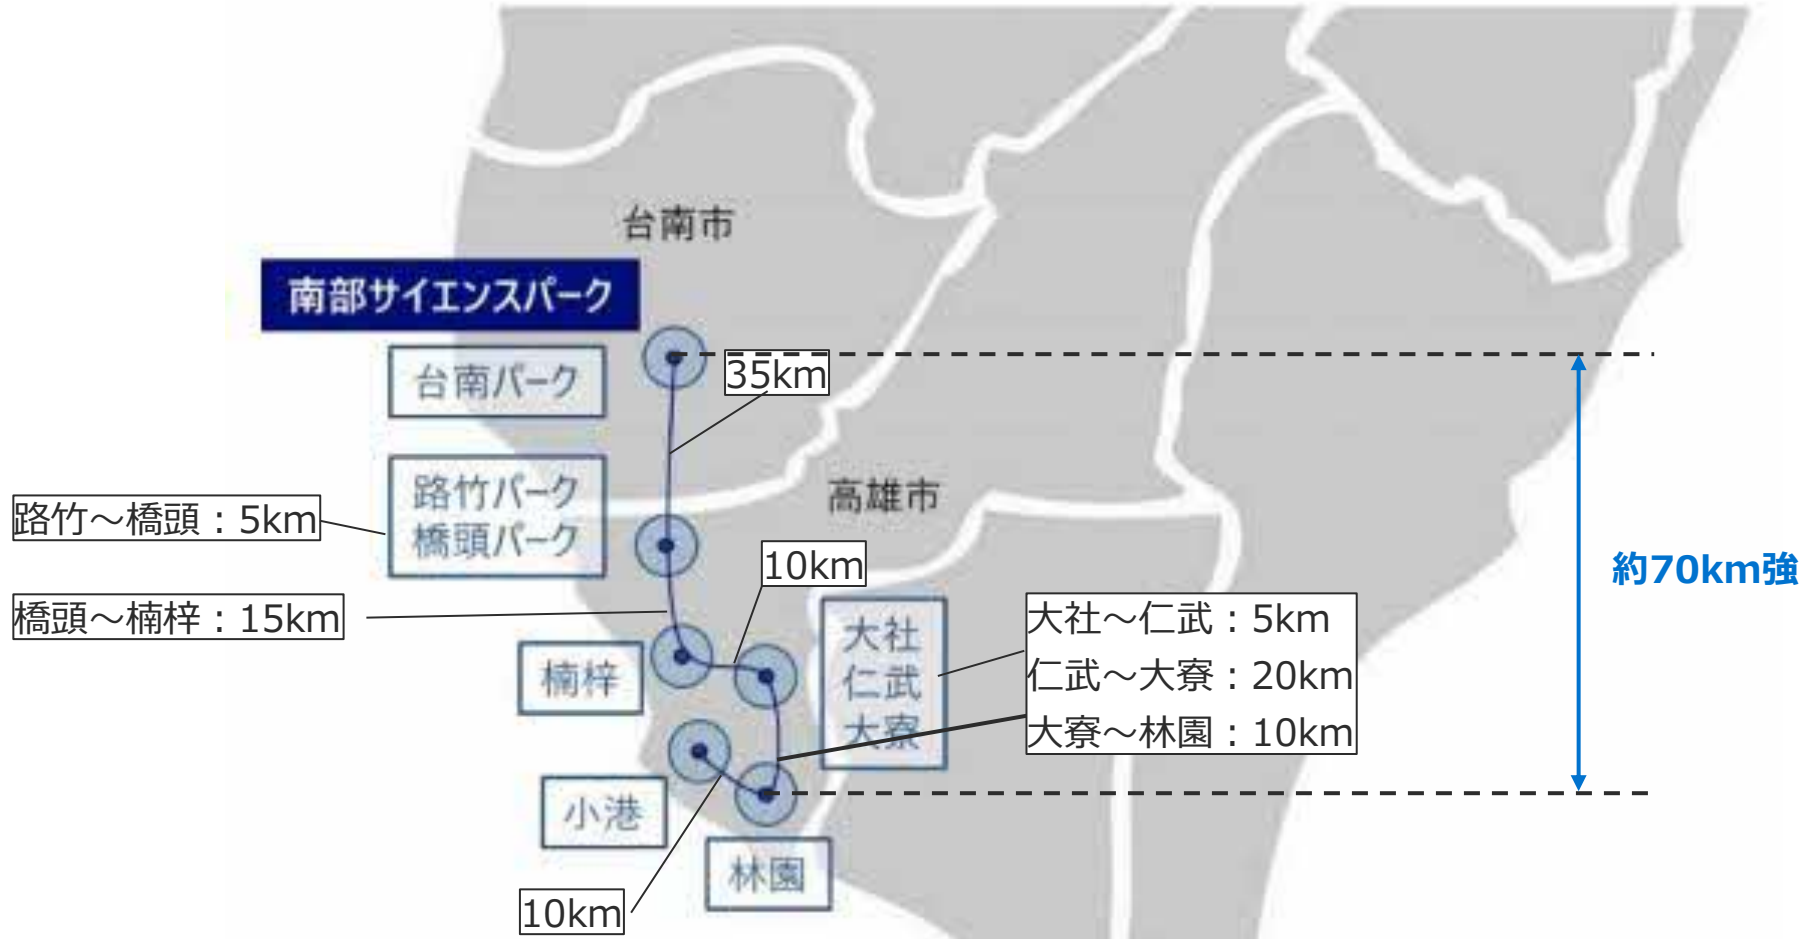 台南市
南部サイエンスパーク
台南パーク
35km
路竹パーク
橋頭パーク
高雄市
路竹～橋頭：5km
10km
約70km強
橋頭～楠梓：15km
大社
仁武
大寮
大社～仁武：5km
仁武～大寮：20km
大寮～林園：10km
楠梓
小港
林園
10km